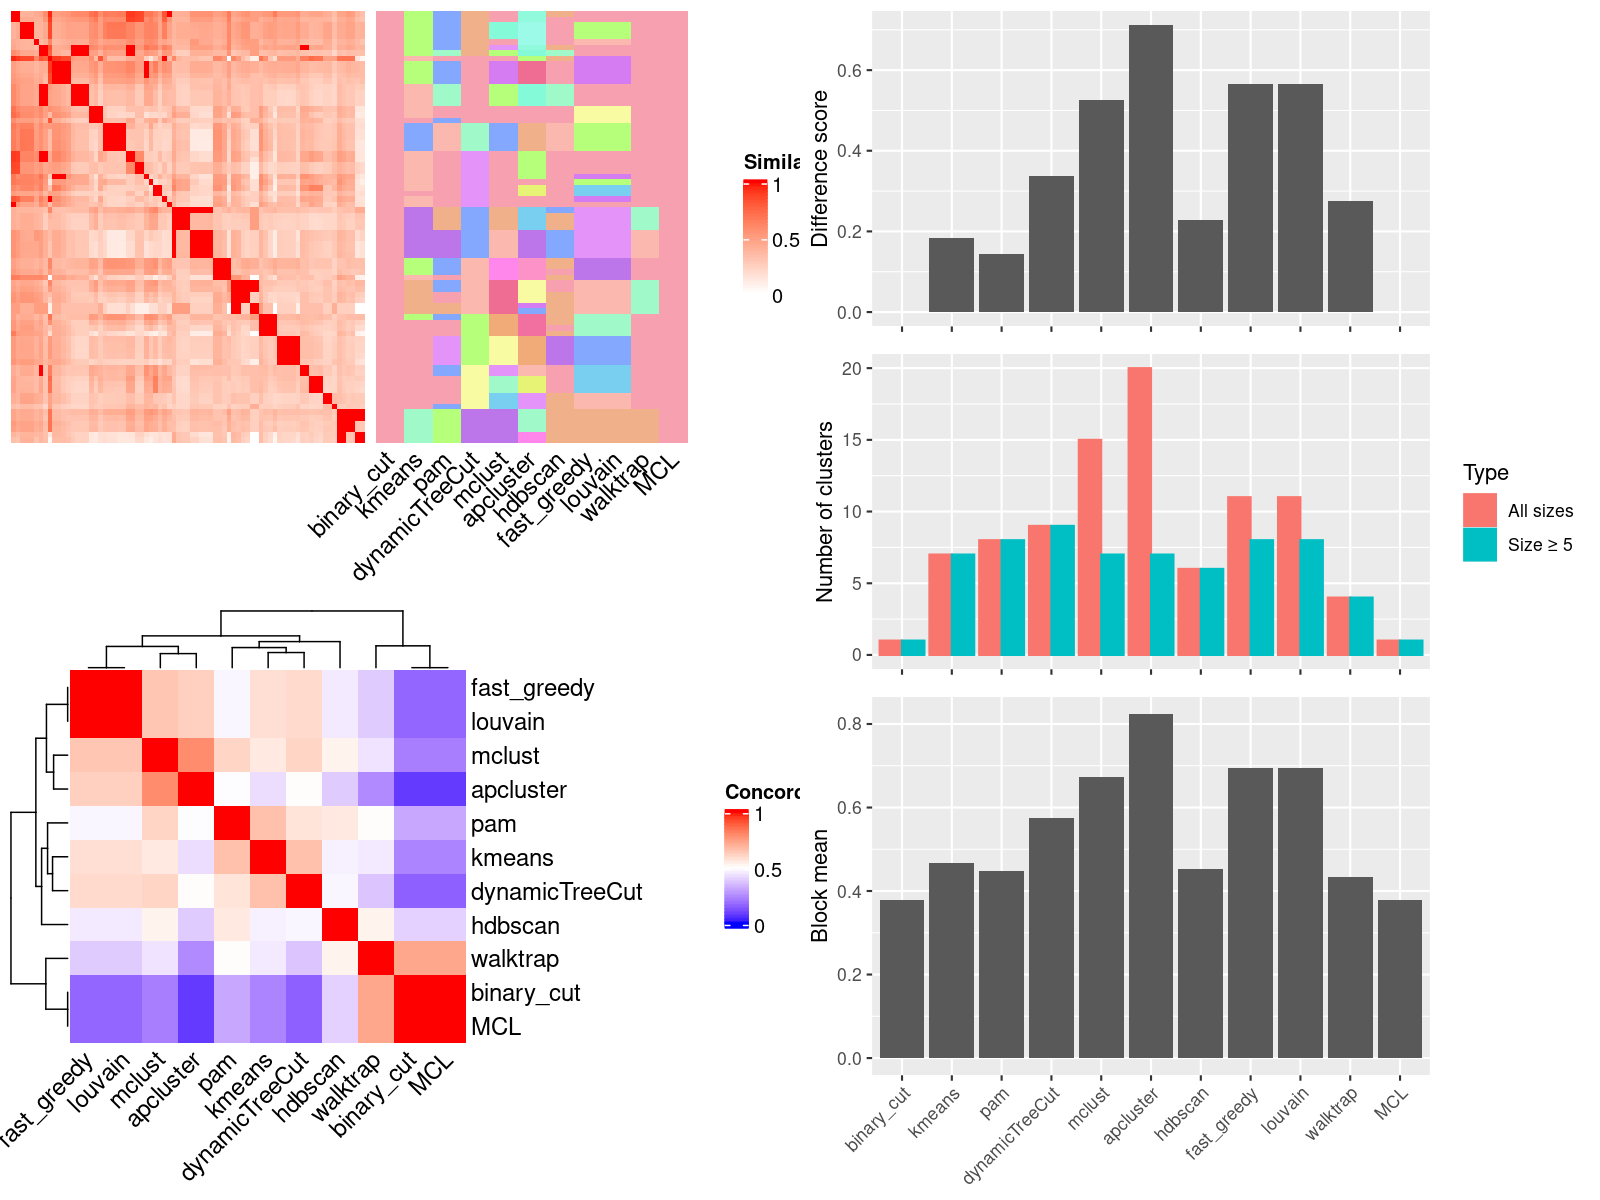 Simila
1
0.5
0
binary_cut
kmeans
pam
dynamicTreeCut
mclust
apcluster
hdbscan
fast_greedy
louvain
walktrap
MCL
Difference score
0.6
0.4
0.2
0.0
Number of clusters
20
15
10
5
0
Type
All sizes
Size ≥ 5
fast_greedy
louvain
mclust
apcluster
pam
kmeans
dynamicTreeCut
hdbscan
walktrap
binary_cut
MCL
Concord
1
0.5
0
fast_greedy
louvain
mclust
apcluster
pam
kmeans
dynamicTreeCut
hdbscan
walktrap
binary_cut
MCL
Block mean
0.8
0.6
0.4
0.2
0.0
binary_cut
kmeans
pam
dynamicTreeCut
mclust
apcluster
hdbscan
fast_greedy
louvain
walktrap
MCL